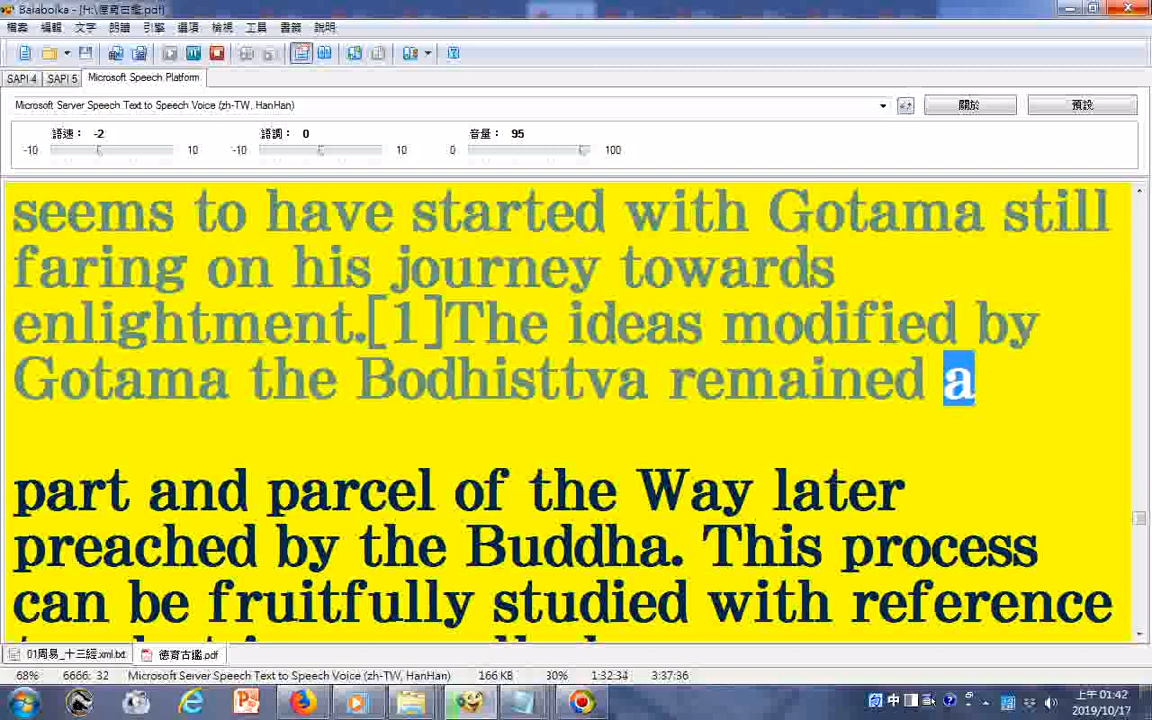 Balabolka - [H:\德育古鑑.pdf]
檔案 編輯 文字 朗讀 引擎 選項 檢視 工具 書籤 說明
SAPI 4 SAPI 5 Microsoft Speech Platform
Microsoft Server Speech Text to Speech Voice (zh-TW, HanHan) 關於 預設
語速： -2 語調： 0 音量： 95
-10 10 -10 10 0 100
seems to have started with Gotama still
faring on his journey towards
enlightment.[1]The ideas modified by
Gotama the Bodhisttva remained a
part and parcel of the Way later
preached by the Buddha. This process
can be fruitfully studied with reference
01周易_十三經.xml.txt 德育古鑑.pdf
68% 6666: 32 Microsoft Server Speech Text to Speech Voice (zh-TW, HanHan) 166 KB 30% 1:32:34 3:37:36
中 上午 01:42
2019/10/17